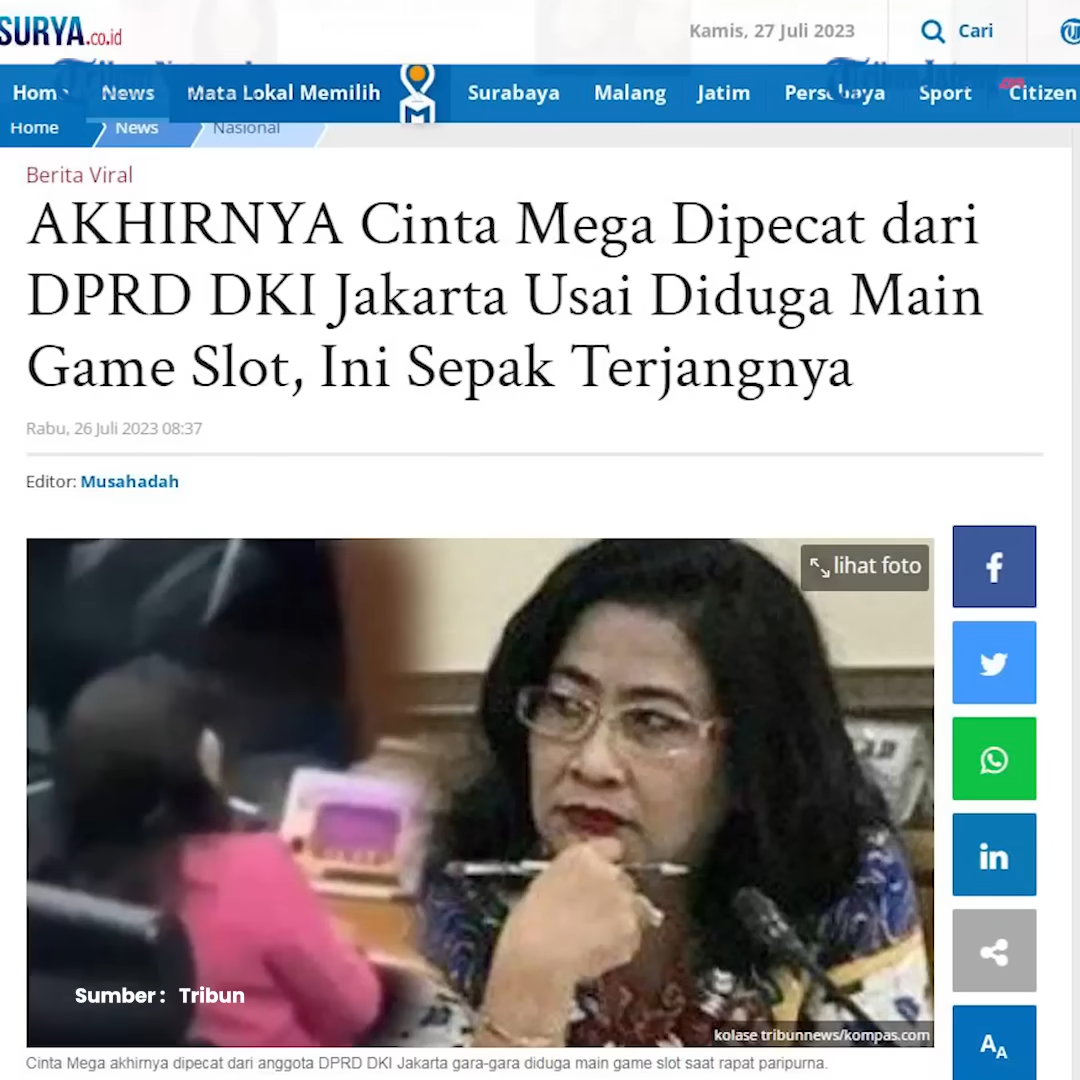 SURYA.co.id
Kamis, 27 Juli 2023
Cari
Home News Mata Lokal Memilih M Surabaya Malang Jatim Persebaya Sport Citizen
Home News Nasional
Berita Viral
AKHIRNYA Cinta Mega Dipecat dari
DPRD DKI Jakarta Usai Diduga Main
Game Slot, Ini Sepak Terjangnya
Rabu, 26 Juli 2023 08:37
Editor: Musahadah
lihat foto
Sumber : Tribun
kolase tribunnews/kompas.com
Cinta Mega akhirnya dipecat dari anggota DPRD DKI Jakarta gara-gara diduga main game slot saat rapat paripurna.
f
in
AA